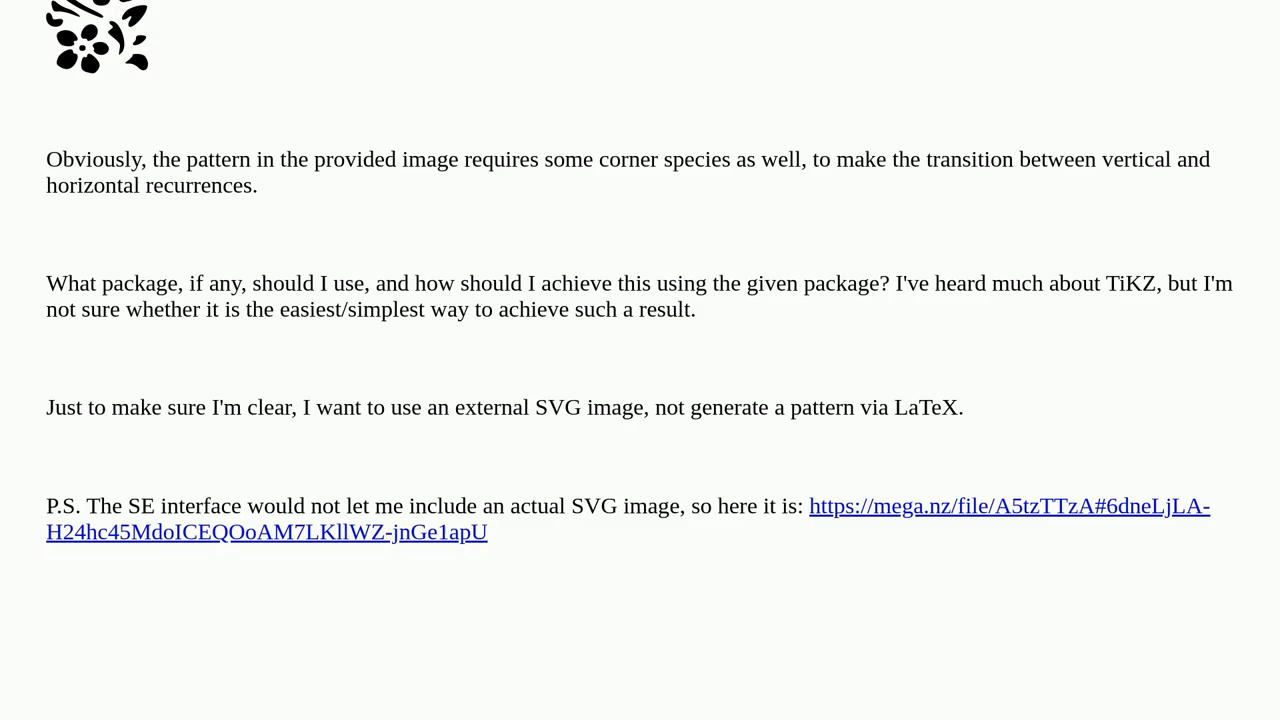 Obviously, the pattern in the provided image requires some corner species as well, to make the transition between vertical and
horizontal recurrences.
What package, if any, should I use, and how should I achieve this using the given package? I've heard much about TiKZ, but I'm
not sure whether it is the easiest/simplest way to achieve such a result.
Just to make sure I'm clear, I want to use an external SVG image, not generate a pattern via LaTeX.
P.S. The SE interface would not let me include an actual SVG image, so here it is: https://mega.nz/file/A5tzTTzA#6dneLjLA-
H24hc45MdoICEQOoAM7LKllWZ-jnGe1apU